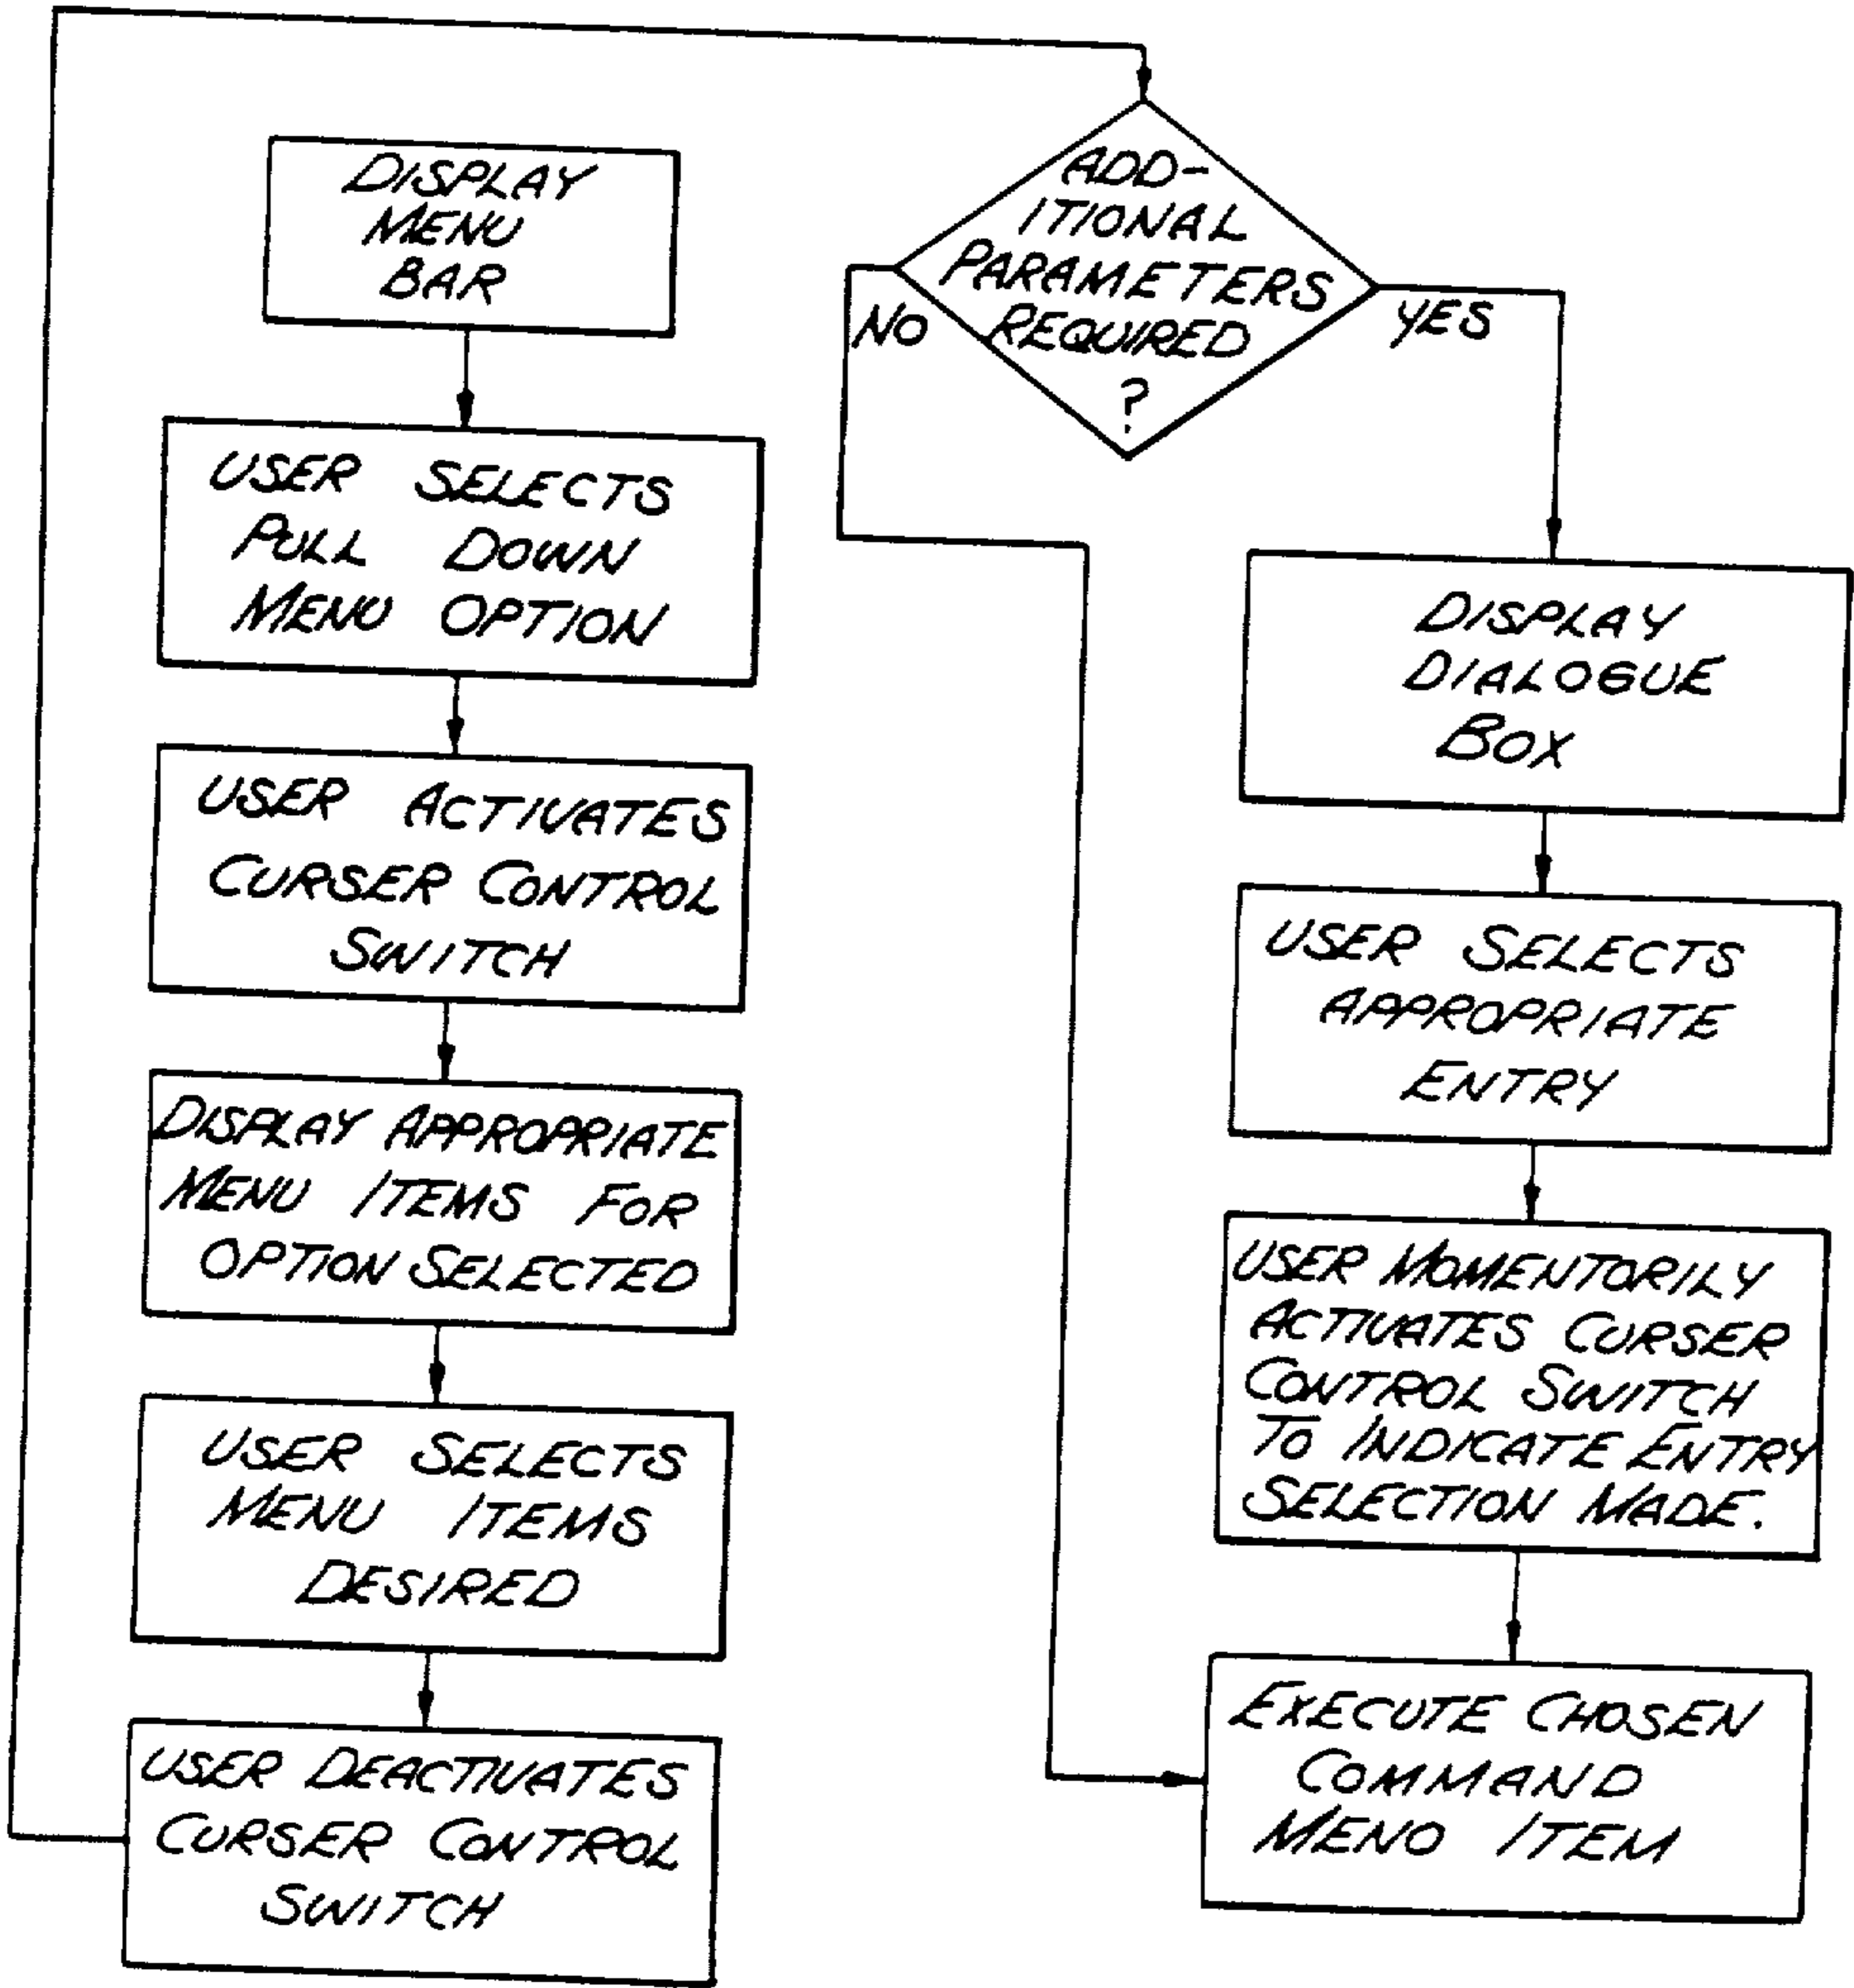 DISPLAY
MENU
BAR
USER SELECTS
PULL DOWN
MENU OPTION
USER ACTIVATES
CURSER CONTROL
SWITCH
DISPLAY APPROPRIATE
MENU ITEMS FOR
OPTION SELECTED
USER SELECTS
MENU ITEMS
DESIRED
USER DEACTIVATES
CURSER CONTROL
SWITCH
ADD-
ITIONAL
PARAMETERS
REQUIRED
?
NO
YES
DISPLAY
DIALOGUE
BOX
USER SELECTS
APPROPRIATE
ENTRY
USER MOMENTORILY
ACTIVATES CURSER
CONTROL SWITCH
TO INDICATE ENTRY
SELECTION MADE.
EXECUTE CHOSEN
COMMAND
MENO ITEM